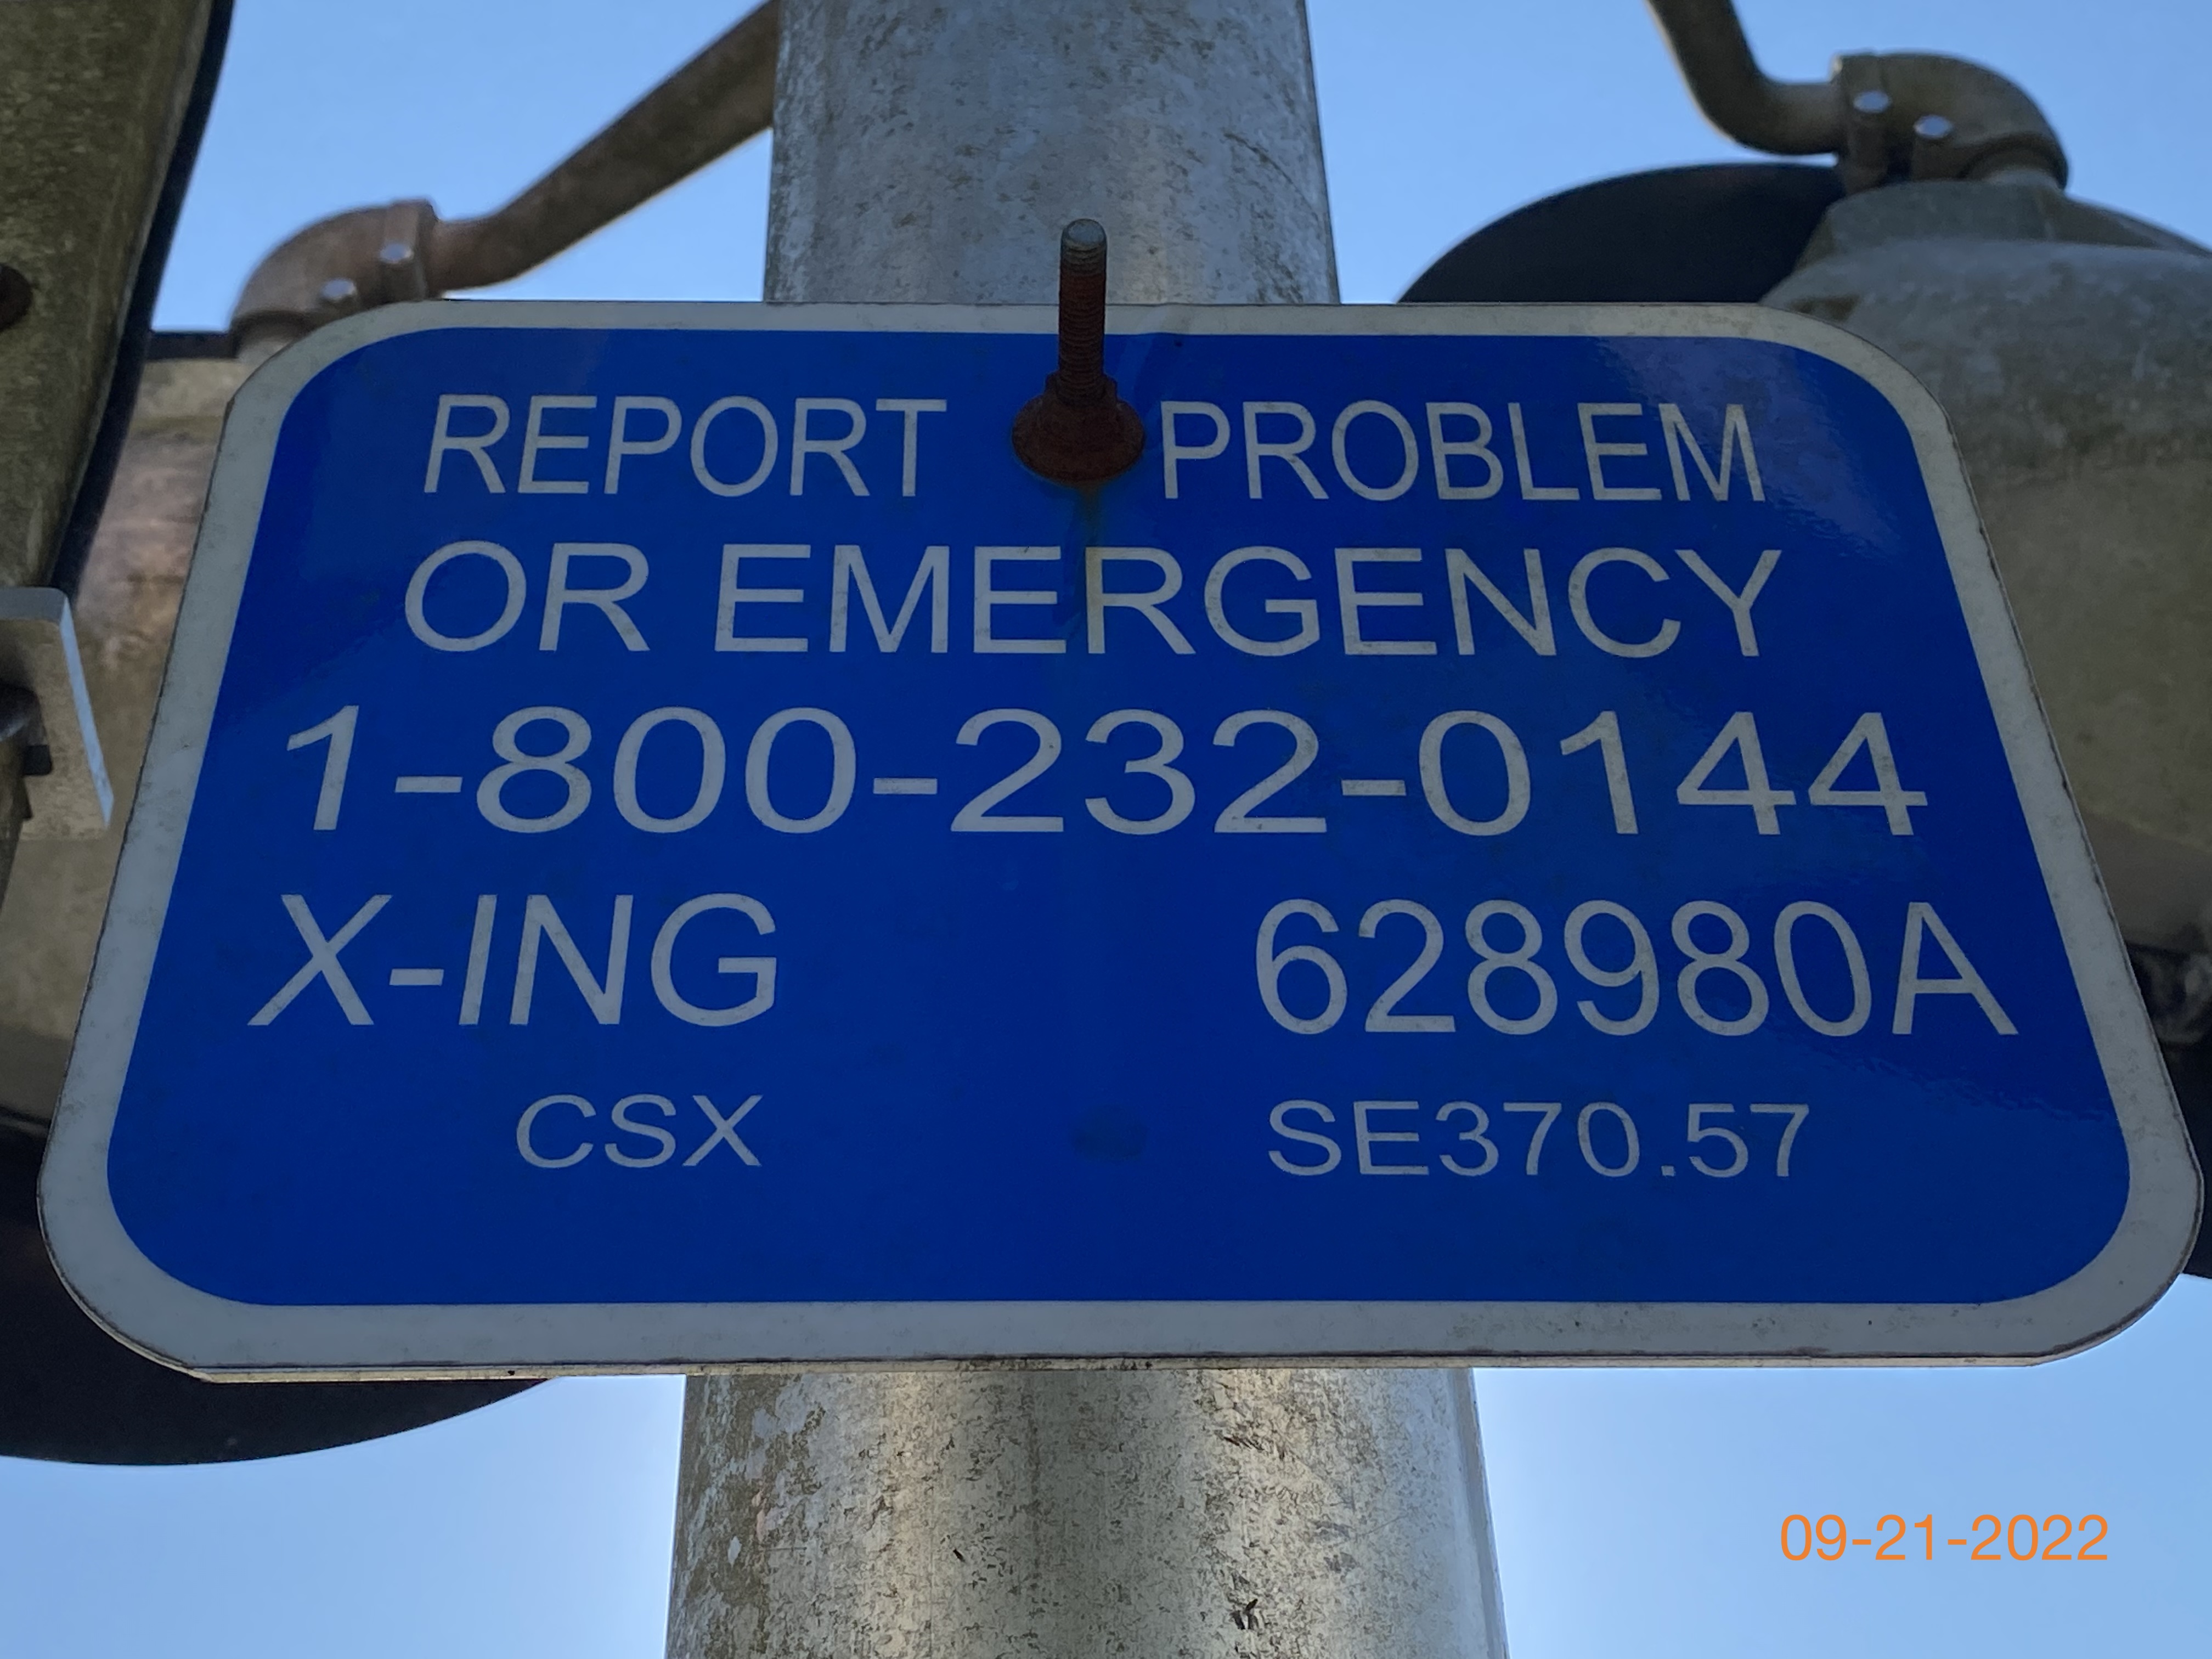 REPORT PROBLEM
OR EMERGENCY
1-800-232-0144
X-ING 628980A
CSX SE370.57
09-21-2022